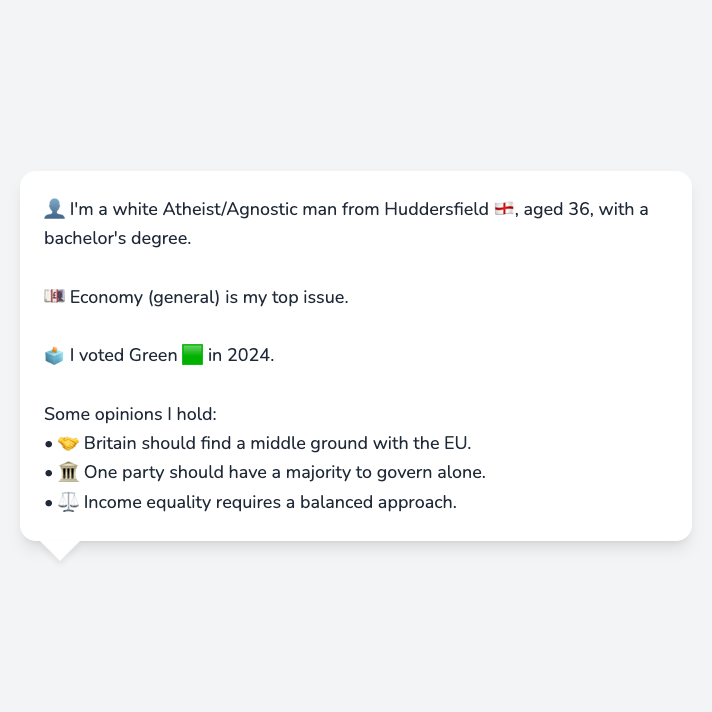 👤 I'm a white Atheist/Agnostic man from Huddersfield 🏴󠁧󠁢󠁥󠁮󠁧󠁿, aged 36, with a
bachelor's degree.
💷 Economy (general) is my top issue.
🗳️ I voted Green 🟩 in 2024.
Some opinions I hold:
• 🤝 Britain should find a middle ground with the EU.
• 🏛️ One party should have a majority to govern alone.
• ⚖️ Income equality requires a balanced approach.